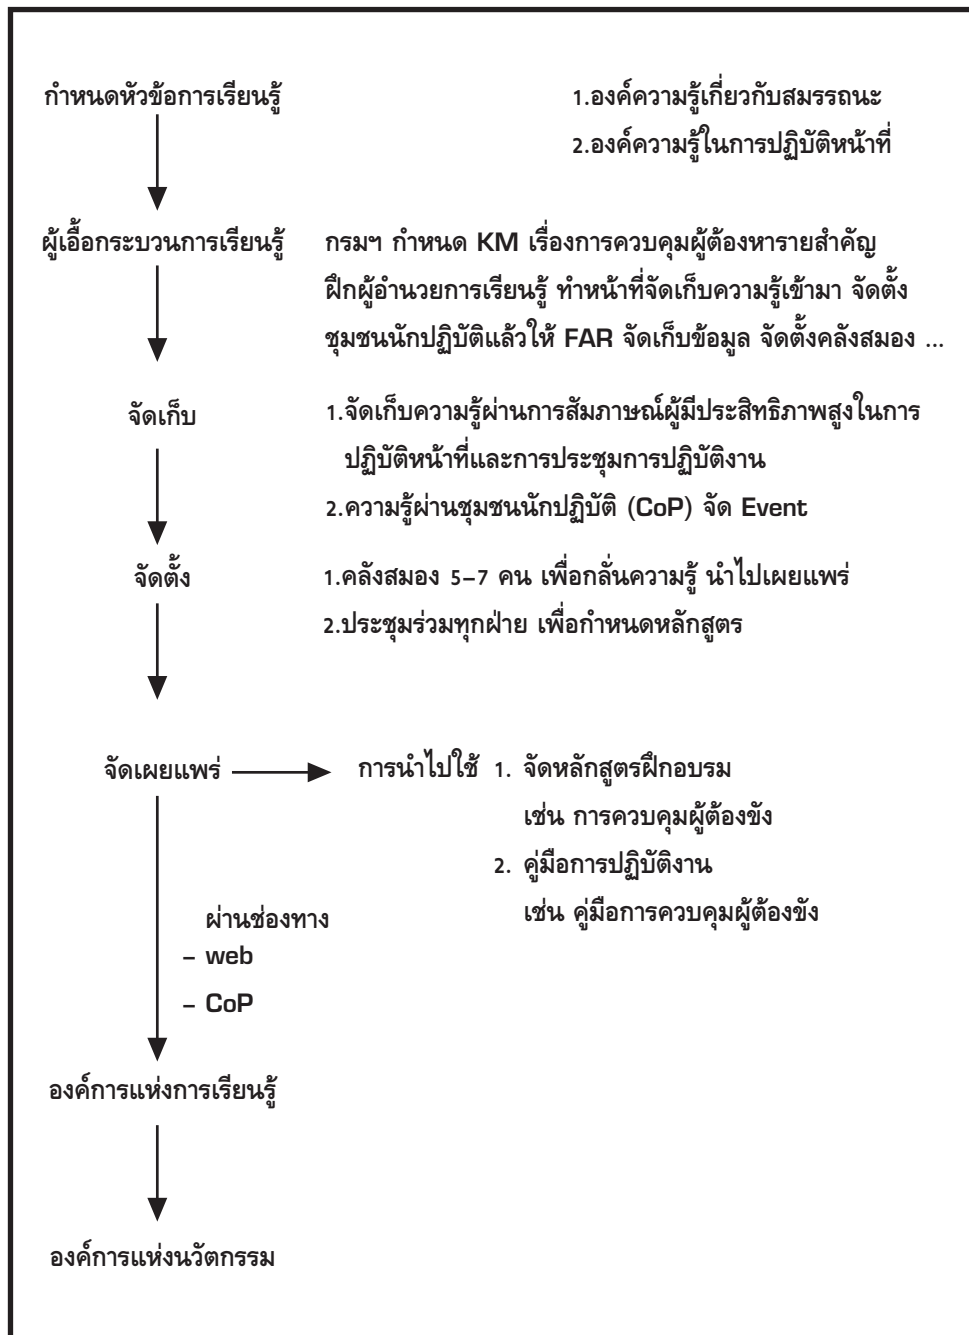 กำหนดหัวข้อการเรียนรู้
1.องค์ความรู้เกี่ยวกับสมรรถนะ
2.องค์ความรู้ในการปฏิบัติหน้าที่
ผู้เอื้อกระบวนการเรียนรู้
กรมฯ กำหนด KM เรื่องการควบคุมผู้ต้องหารายสำคัญ
ฝึกผู้อำนวยการเรียนรู้ ทำหน้าที่จัดเก็บความรู้เข้ามา จัดตั้ง
ชุมชนนักปฏิบัติแล้วให้ FAR จัดเก็บข้อมูล จัดตั้งคลังสมอง ...
จัดเก็บ
1.จัดเก็บความรู้ผ่านการสัมภาษณ์ผู้มีประสิทธิภาพสูงในการ
ปฏิบัติหน้าที่และการประชุมการปฏิบัติงาน
2.ความรู้ผ่านชุมชนนักปฏิบัติ (CoP) จัด Event
จัดตั้ง
1.คลังสมอง 5–7 คน เพื่อกลั่นความรู้ นำไปเผยแพร่
2.ประชุมร่วมทุกฝ่าย เพื่อกำหนดหลักสูตร
จัดเผยแพร่
การนำไปใช้ 1. จัดหลักสูตรฝึกอบรม
เช่น การควบคุมผู้ต้องขัง
2. คู่มือการปฏิบัติงาน
เช่น คู่มือการควบคุมผู้ต้องขัง
ผ่านช่องทาง
– web
– CoP
องค์การแห่งการเรียนรู้
องค์การแห่งนวัตกรรม